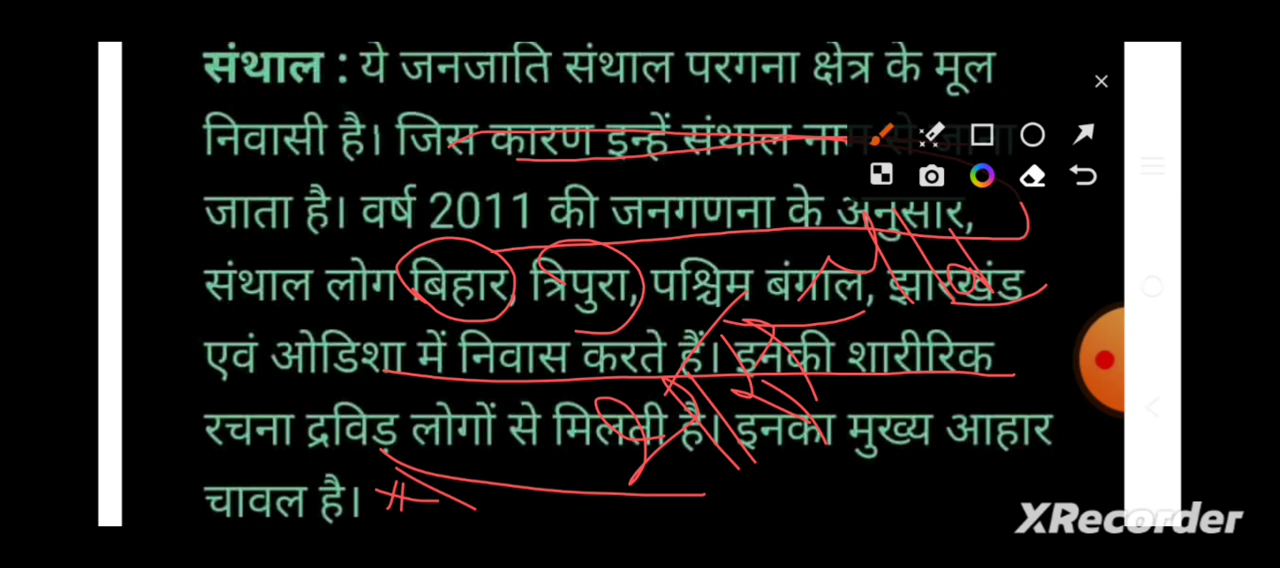 संथाल : ये जनजाति संथाल परगना क्षेत्र के मूल
निवासी है। जिस कारण इन्हें संथाल नाम से जाना
जाता है। वर्ष 2011 की जनगणना के अनुसार,
संथाल लोग बिहार, त्रिपुरा, पश्चिम बंगाल, झारखंड
एवं ओडिशा में निवास करते हैं। इनकी शारीरिक
रचना द्रविड़ लोगों से मिलती है। इनका मुख्य आहार
चावल है।
XRecorder